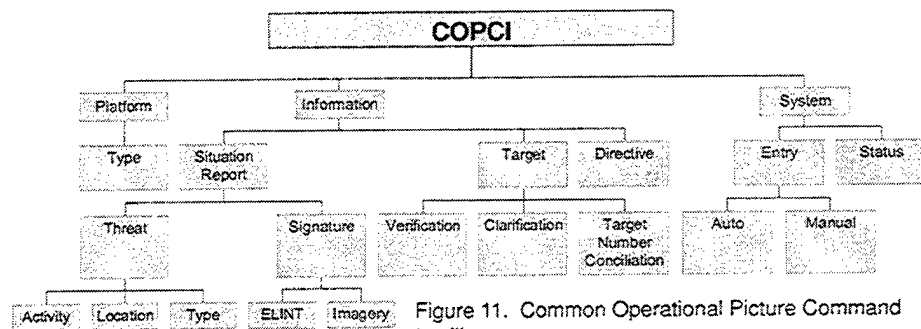 COPCI
Platform
Information
System
Type
Situation
Report
Target
Directive
Entry
Status
Threat
Signature
Verification
Clarification
Target
Number
Conciliation
Auto
Manual
Activity
Location
Type
ELINT
Imagery
Figure 11. Common Operational Picture Command